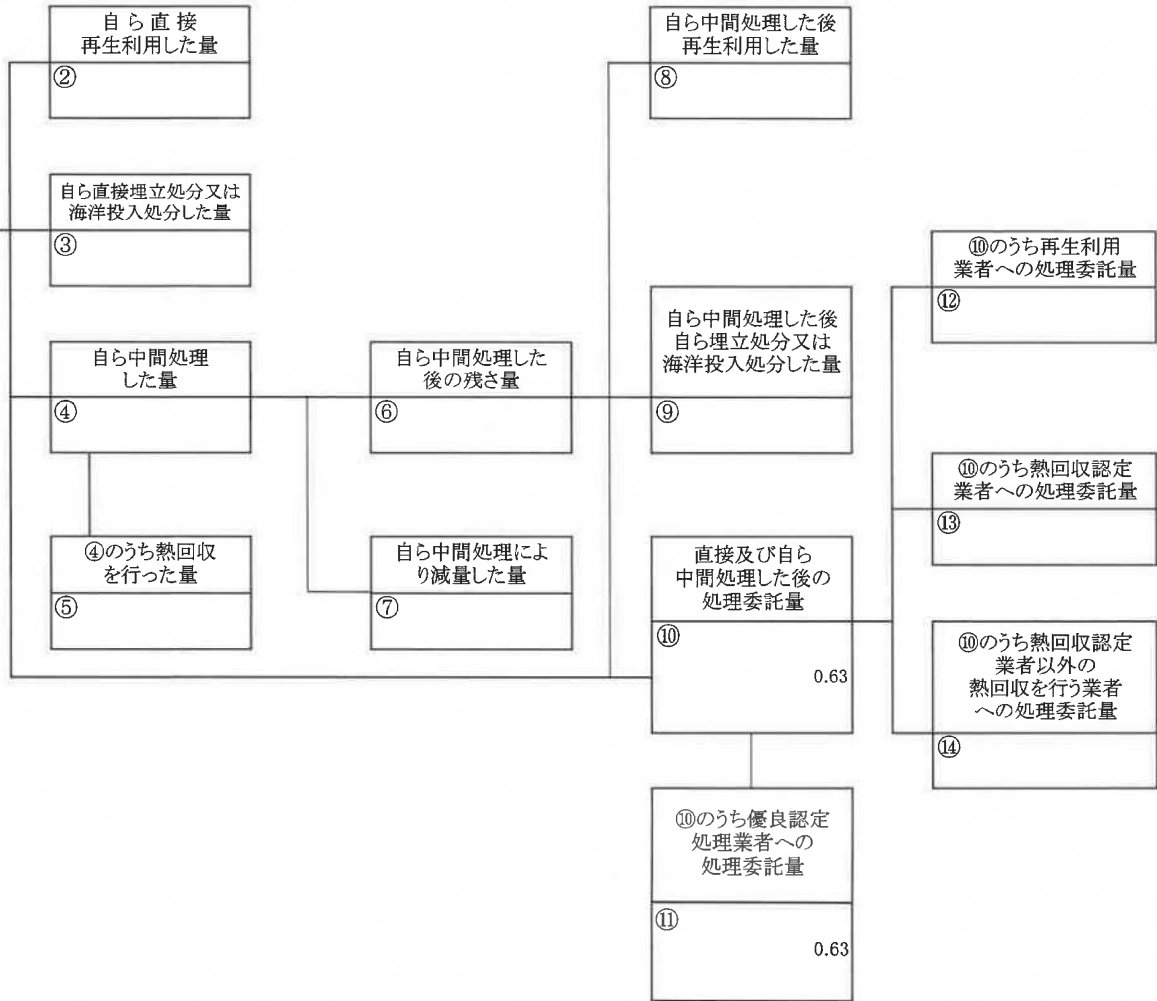 自ら直接
再生利用した量
②
自ら直接埋立処分又は
海洋投入処分した量
③
自ら中間処理
した量
④
④のうち熱回収
を行った量
⑤
自ら中間処理した
後の残さ量
⑥
自ら中間処理によ
り減量した量
⑦
自ら中間処理した後
再生利用した量
⑧
自ら中間処理した後
自ら埋立処分又は
海洋投入処分した量
⑨
直接及び自ら
中間処理した後の
処理委託量
⑩
0.63
⑩のうち優良認定
処理業者への
処理委託量
⑪
0.63
⑩のうち再生利用
業者への処理委託量
⑫
⑩のうち熱回収認定
業者への処理委託量
⑬
⑩のうち熱回収認定
業者以外の
熱回収を行う業者
への処理委託量
⑭